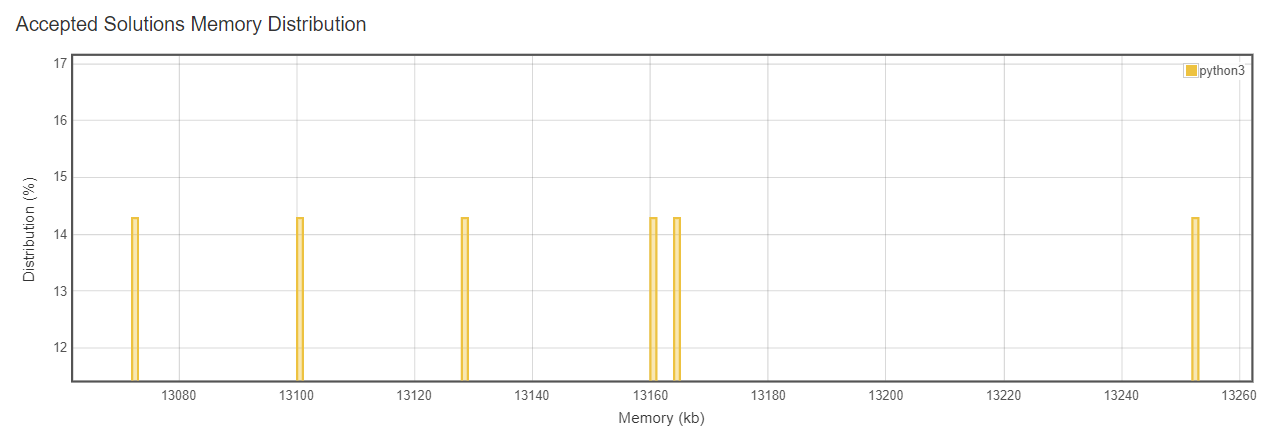 Accepted Solutions Memory Distribution
17
python3
16
15
14
13
12
Distribution (%)
13080 13100 13120 13140 13160 13180 13200 13220 13240 13260
Memory (kb)